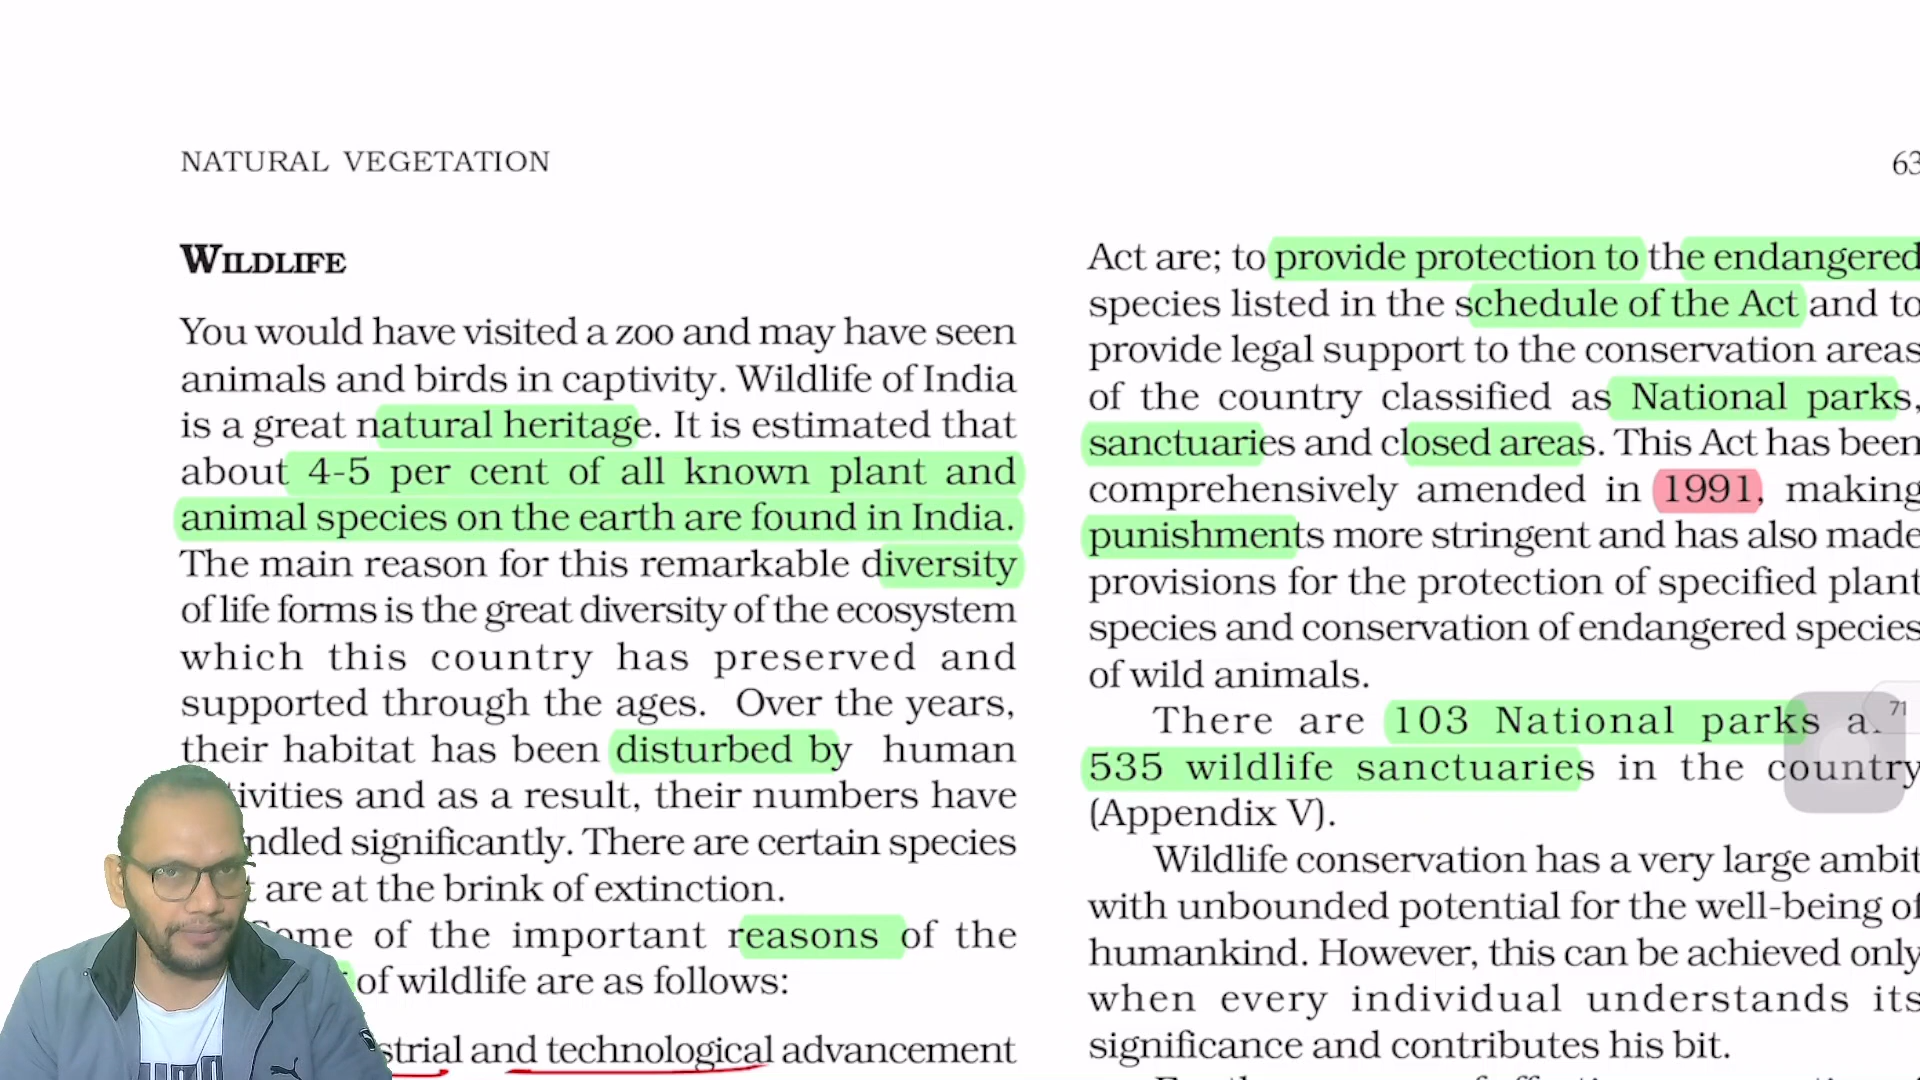 NATURAL VEGETATION
63
WILDLIFE
You would have visited a zoo and may have seen
animals and birds in captivity. Wildlife of India
is a great natural heritage. It is estimated that
about 4-5 per cent of all known plant and
animal species on the earth are found in India.
The main reason for this remarkable diversity
of life forms is the great diversity of the ecosystem
which this country has preserved and
supported through the ages. Over the years,
their habitat has been disturbed by human
ivities and as a result, their numbers have
ndled significantly. There are certain species
t are at the brink of extinction.
ome of the important reasons of the
of wildlife are as follows:
strial and technological advancement
Act are; to provide protection to the endangered
species listed in the schedule of the Act and to
provide legal support to the conservation areas
of the country classified as National parks,
sanctuaries and closed areas. This Act has been
comprehensively amended in 1991, making
punishments more stringent and has also made
provisions for the protection of specified plant
species and conservation of endangered species
of wild animals.
There are 103 National parks a
71
535 wildlife sanctuaries in the country
(Appendix V).
Wildlife conservation has a very large ambit
with unbounded potential for the well-being of
humankind. However, this can be achieved only
when every individual understands its
significance and contributes his bit.